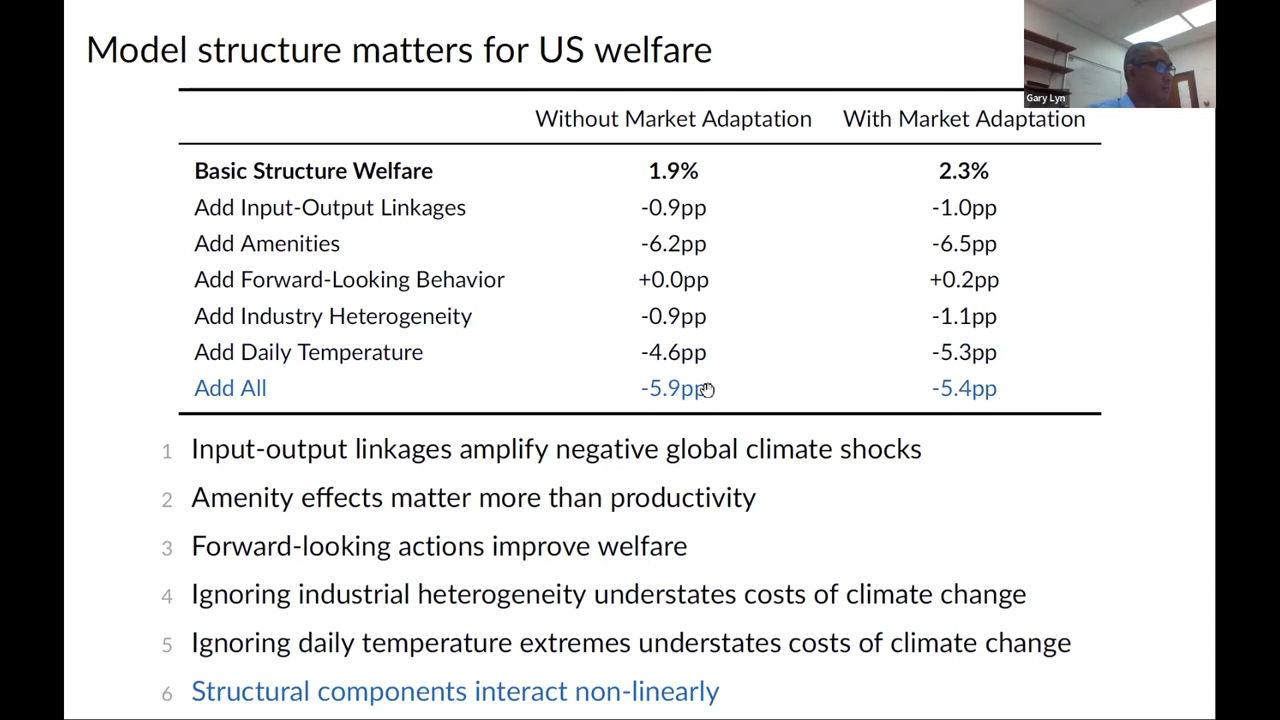 Model structure matters for US welfare
Gary Lyn
Without Market Adaptation With Market Adaptation
Basic Structure Welfare 1.9% 2.3%
Add Input-Output Linkages -0.9pp -1.0pp
Add Amenities -6.2pp -6.5pp
Add Forward-Looking Behavior +0.0pp +0.2pp
Add Industry Heterogeneity -0.9pp -1.1pp
Add Daily Temperature -4.6pp -5.3pp
Add All -5.9pp -5.4pp
1 Input-output linkages amplify negative global climate shocks
2 Amenity effects matter more than productivity
3 Forward-looking actions improve welfare
4 Ignoring industrial heterogeneity understates costs of climate change
5 Ignoring daily temperature extremes understates costs of climate change
6 Structural components interact non-linearly